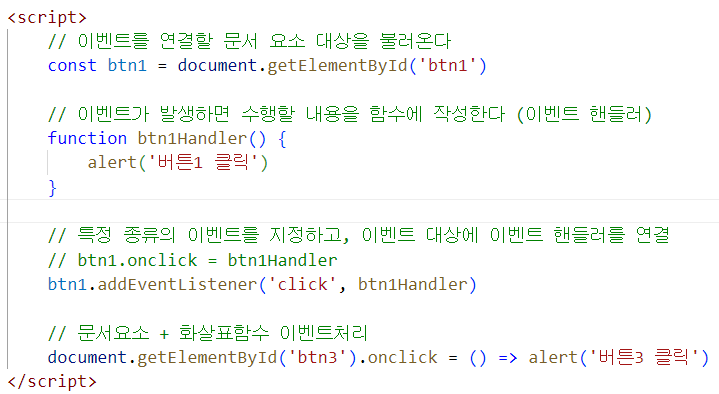 <script>
// 이벤트를 연결할 문서 요소 대상을 불러온다
const btn1 = document.getElementById('btn1')
// 이벤트가 발생하면 수행할 내용을 함수에 작성한다 (이벤트 핸들러)
function btn1Handler() {
alert('버튼1 클릭')
}
// 특정 종류의 이벤트를 지정하고, 이벤트 대상에 이벤트 핸들러를 연결
// btn1.onclick = btn1Handler
btn1.addEventListener('click', btn1Handler)
// 문서요소 + 화살표함수 이벤트처리
document.getElementById('btn3').onclick = () => alert('버튼3 클릭')
</script>